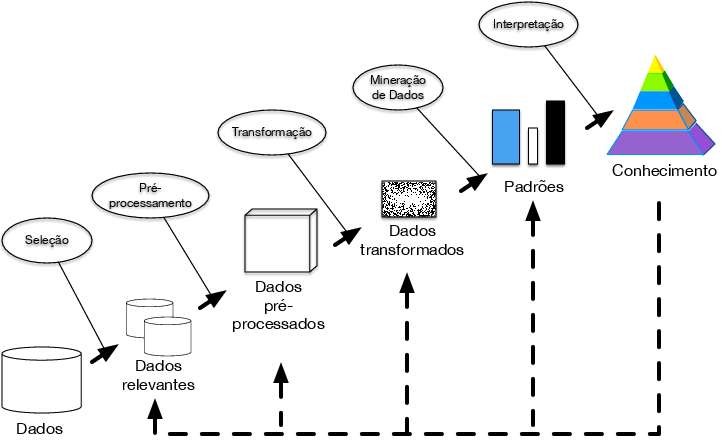 Interpretação
Mineração
de Dados
Transformação
Pré-
processamento
Seleção
Conhecimento
Padrões
Dados
transformados
Dados
pré-
processados
Dados
relevantes
Dados